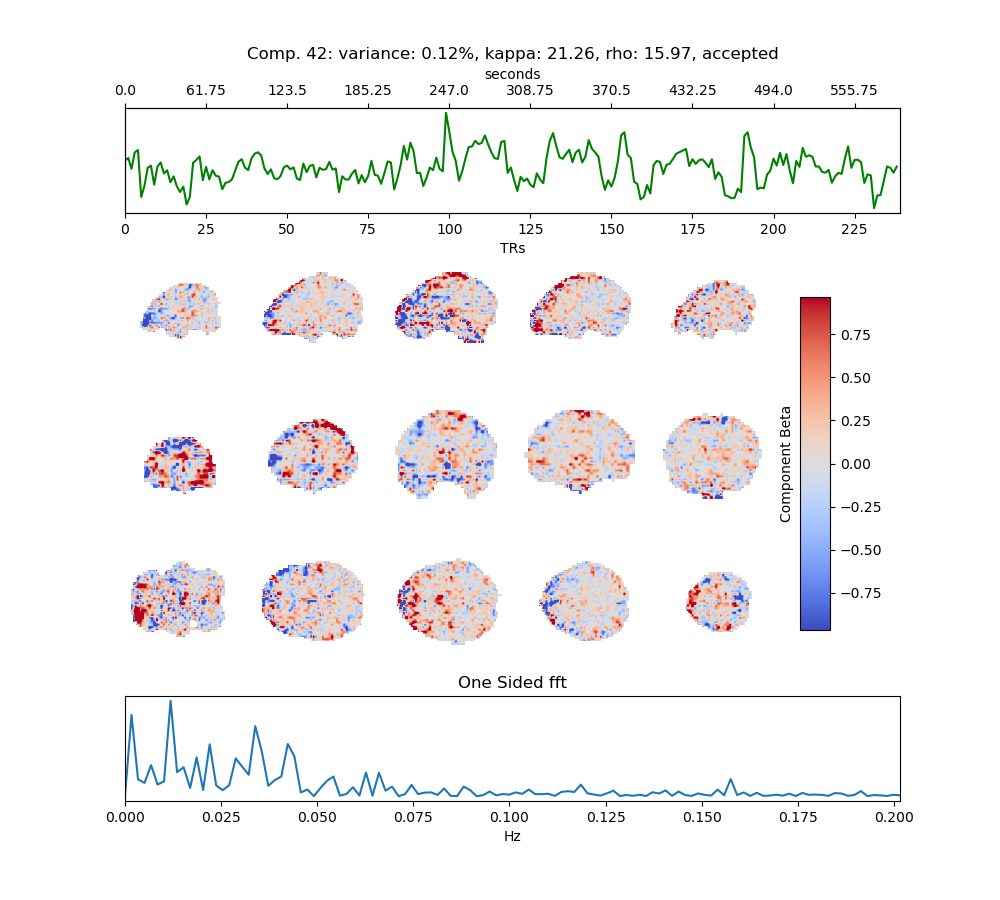 Comp. 42: variance: 0.12%, kappa: 21.26, rho: 15.97, accepted
seconds
0.0 61.75 123.5 185.25 247.0 308.75 370.5 432.25 494.0 555.75
0 25 50 75 100 125 150 175 200 225
TRs
0.75
0.50
0.25
0.00
−0.25
−0.50
−0.75
Component Beta
One Sided fft
0.000 0.025 0.050 0.075 0.100 0.125 0.150 0.175 0.200
Hz